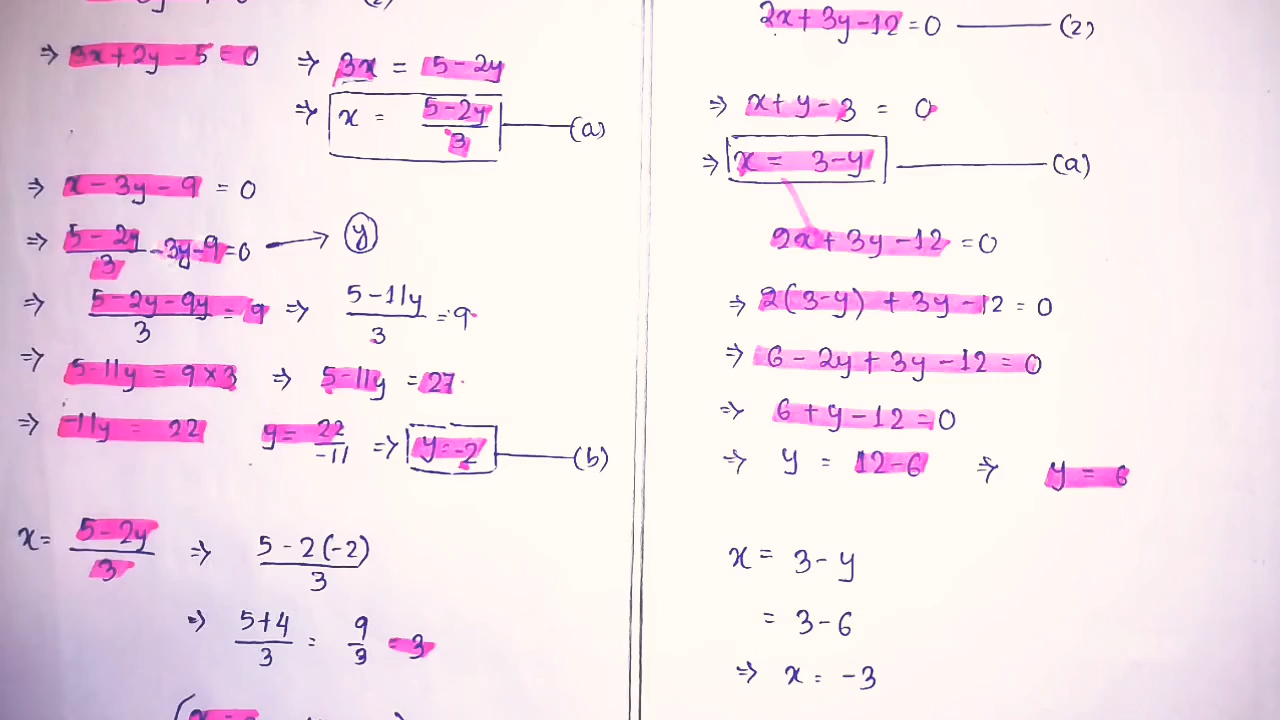 (2)
⇒ 3x + 2y - 5 = 0 ⇒ 3x = 5 - 2y
⇒ x = (5 - 2y)/3 —— (a)
⇒ x - 3y - 9 = 0
⇒ (5 - 2y)/3 - 3y - 9 = 0 → y
⇒ (5 - 2y - 9y)/3 = 9 ⇒ (5 - 11y)/3 = 9
⇒ 5 - 11y = 9 × 3 ⇒ 5 - 11y = 27
⇒ -11y = 22 y = 22/-11 ⇒ y = -2 —— (b)
x = (5 - 2y)/3 ⇒ (5 - 2(-2))/3
⇒ (5 + 4)/3 = 9/3 = 3
2x + 3y - 12 = 0 —— (2)
⇒ x + y - 3 = 0
⇒ x = 3 - y —— (a)
2x + 3y - 12 = 0
⇒ 2(3 - y) + 3y - 12 = 0
⇒ 6 - 2y + 3y - 12 = 0
⇒ 6 + y - 12 = 0
⇒ y = 12 - 6 ⇒ y = 6
x = 3 - y
= 3 - 6
⇒ x = -3